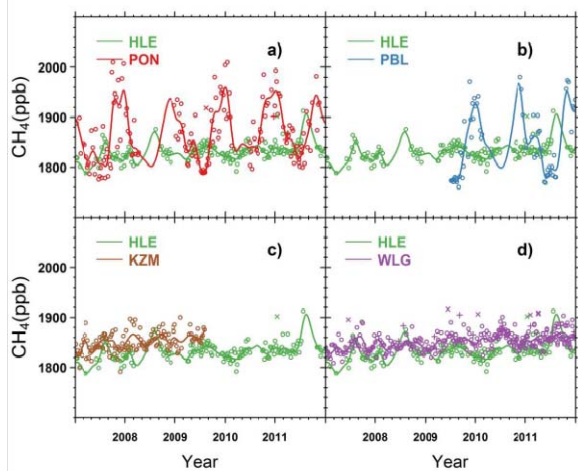 HLE
PON
a)
HLE
PBL
b)
CH₄(ppb)
2000
1900
1800
HLE
KZM
c)
HLE
WLG
d)
CH₄(ppb)
2000
1900
1800
2008 2009 2010 2011 2008 2009 2010 2011
Year Year